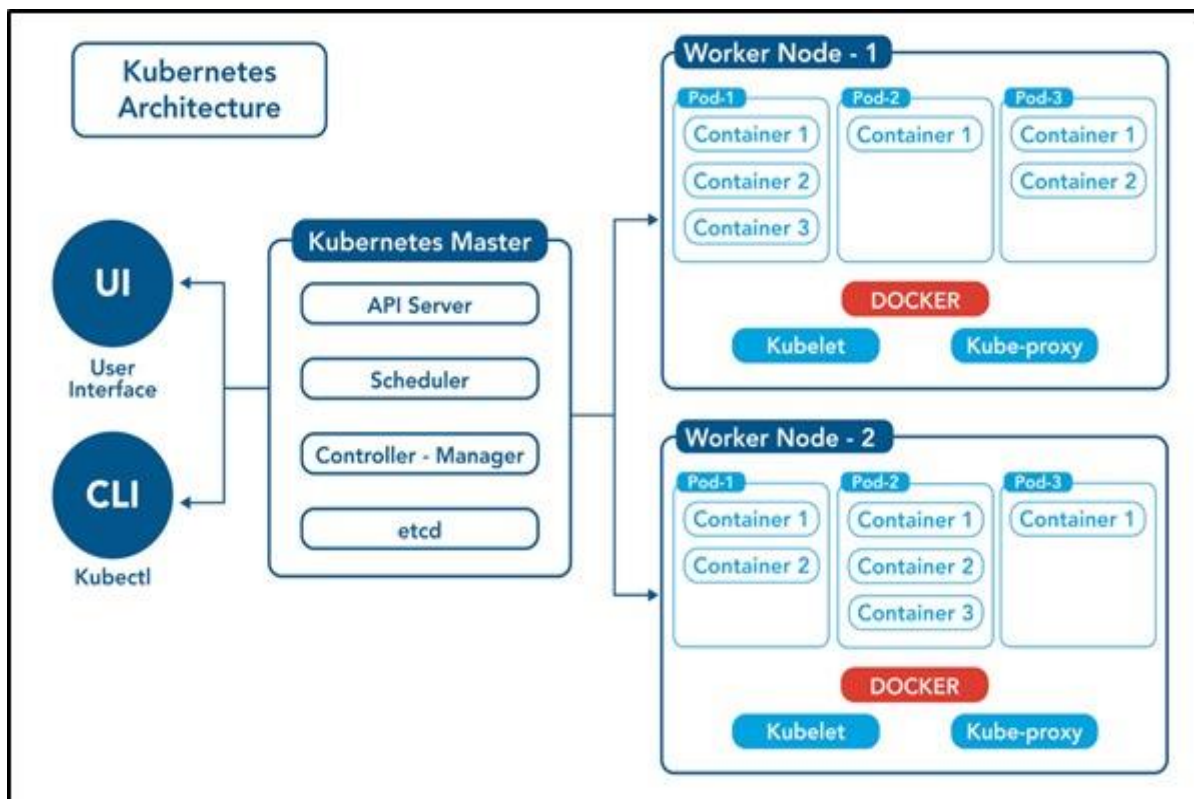 Kubernetes
Architecture
UI
User
Interface
CLI
Kubectl
Kubernetes Master
API Server
Scheduler
Controller - Manager
etcd
Worker Node - 1
Pod-1
Container 1
Container 2
Container 3
Pod-2
Container 1
Pod-3
Container 1
Container 2
DOCKER
Kubelet
Kube-proxy
Worker Node - 2
Pod-1
Container 1
Container 2
Pod-2
Container 1
Container 2
Container 3
Pod-3
Container 1
DOCKER
Kubelet
Kube-proxy